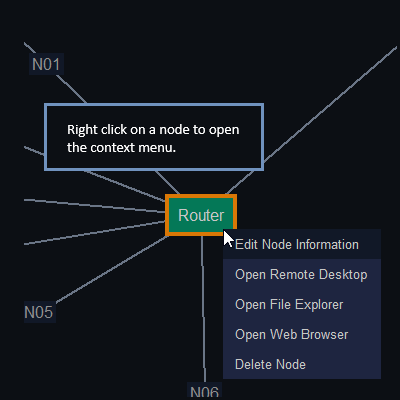 N01
Right click on a node to open
the context menu.
Router
Edit Node Information
Open Remote Desktop
Open File Explorer
N05
Open Web Browser
Delete Node
N06